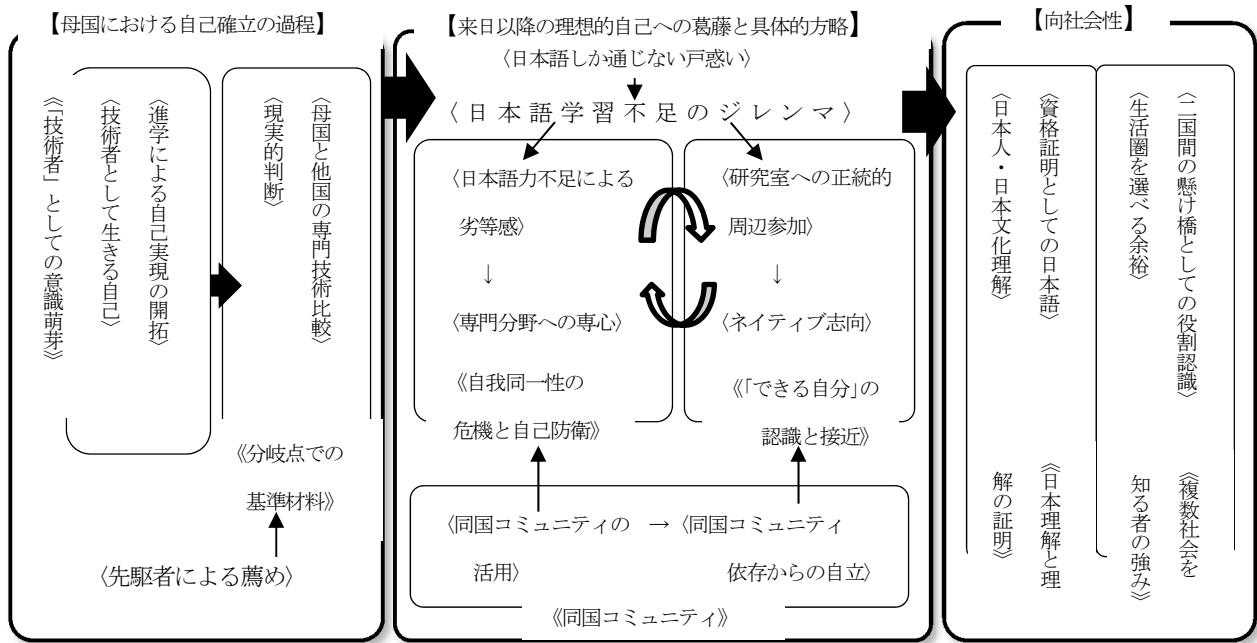 【母国における自己確立の過程】
《「技術者」としての意識萌芽》
〈技術者として生きる自己〉
〈進学による自己実現の開拓〉
〈現実的判断〉
〈母国と他国の専門技術比較〉
《分岐点での
基準材料》
〈先駆者による薦め〉
【来日以降の理想的自己への葛藤と具体的方略】
〈日本語しか通じない戸惑い〉
〈日本語学習不足のジレンマ〉
〈日本語力不足による
劣等感〉
↓
〈専門分野への専心〉
《自我同一性の
危機と自己防衛》
〈研究室への正統的
周辺参加〉
↓
〈ネイティブ志向〉
《「できる自分」の
認識と接近》
〈同国コミュニティの
活用〉
→
〈同国コミュニティ
依存からの自立〉
《同国コミュニティ》
【向社会性】
〈二国間の懸け橋としての役割認識〉
〈生活圏を選べる余裕〉
《複数社会を
知る者の強み》
〈資格証明としての日本語〉
〈日本人・日本文化理解〉
《日本理解と理
解の証明》